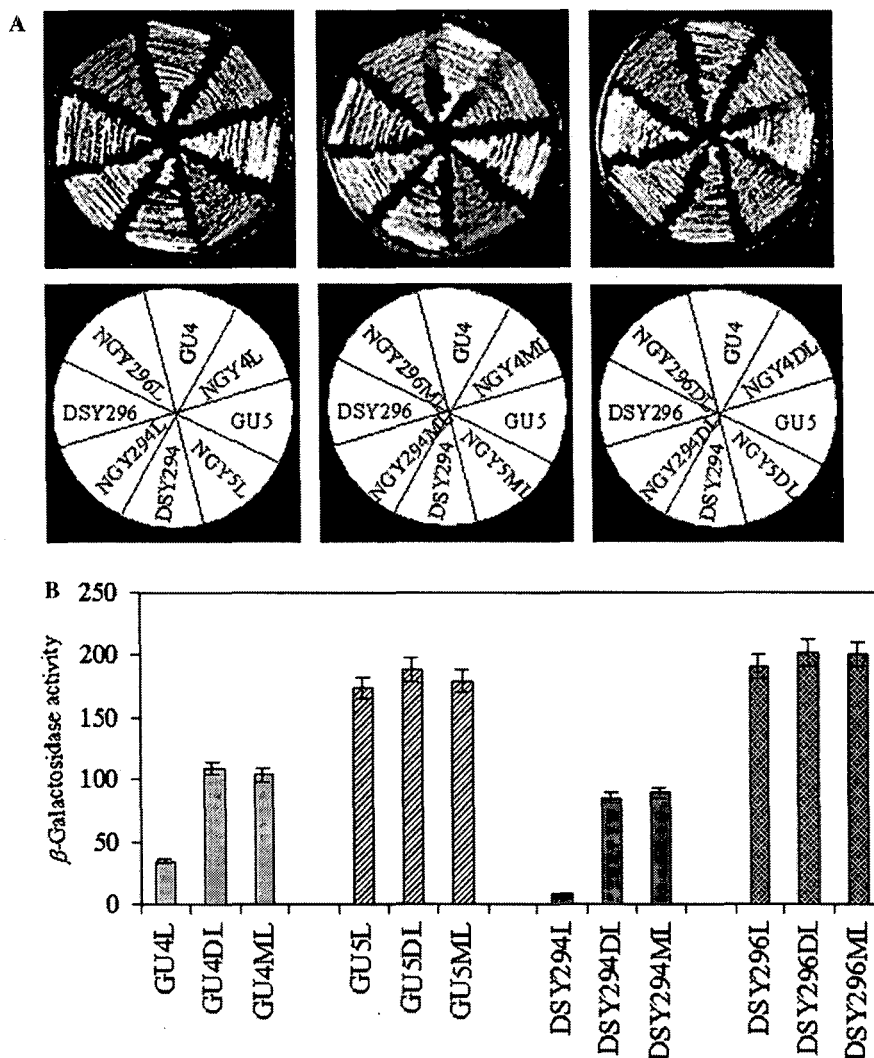 A
GU4
NGY4L
GU5
NGY5L
DSY294
NGY294L
DSY296
NGY296L
GU4
NGY4ML
GU5
NGY5ML
DSY294
NGY294ML
DSY296
NGY296ML
GU4
NGY4DL
GU5
NGY5DL
DSY294
NGY294DL
DSY296
NGY296DL
B
250
200
150
100
50
0
β-Galactosidase activity
GU4L
GU4DL
GU4ML
GU5L
GU5DL
GU5ML
DSY294L
DSY294DL
DSY294ML
DSY296L
DSY296DL
DSY296ML